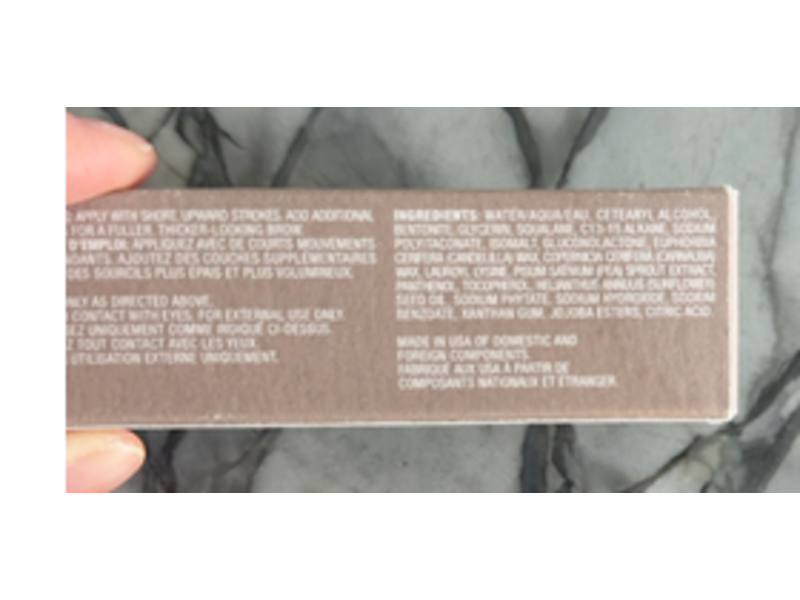 APPLY WITH SHORT, UPWARD STROKES. ADD ADDITIONAL
FOR A FULLER, THICKER-LOOKING BROW
D'EMPLOI: APPLIQUEZ AVEC DE COURTS MOUVEMENTS
DANTS. AJOUTEZ DES COUCHES SUPPLÉMENTAIRES
DES SOURCILS PLUS ÉPAIS ET PLUS VOLUMINEUX.
ONLY AS DIRECTED ABOVE.
CONTACT WITH EYES. FOR EXTERNAL USE ONLY.
SEZ UNIQUEMENT COMME INDIQUÉ CI-DESSUS.
EZ TOUT CONTACT AVEC LES YEUX.
UTILISATION EXTERNE UNIQUEMENT.
INGREDIENTS: WATER/AQUA/EAU, CETEARYL ALCOHOL,
BENTONITE, GLYCERIN, SQUALANE, C13-15 ALKANE, SODIUM
POLYITACONATE, ISOMALT, GLUCONOLACTONE, EUPHORBIA
CERIFERA (CANDELILLA) WAX, COPERNICIA CERIFERA (CARNAUBA)
WAX, LAUROYL LYSINE, PISUM SATIVUM (PEA) SPROUT EXTRACT,
PANTHENOL, TOCOPHEROL, HELIANTHUS ANNUUS (SUNFLOWER)
SEED OIL, SODIUM PHYTATE, SODIUM HYDROXIDE, SODIUM
BENZOATE, XANTHAN GUM, JOJOBA ESTERS, CITRIC ACID.
MADE IN USA OF DOMESTIC AND
FOREIGN COMPONENTS.
FABRIQUÉ AUX USA À PARTIR DE
COMPOSANTS NATIONAUX ET ÉTRANGER.